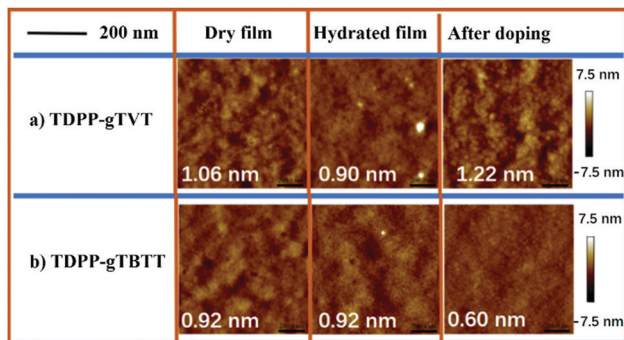 200 nm Dry film Hydrated film After doping
a) TDPP-gTVT 1.06 nm 0.90 nm 1.22 nm 7.5 nm
-7.5 nm
b) TDPP-gTBTT 0.92 nm 0.92 nm 0.60 nm 7.5 nm
-7.5 nm